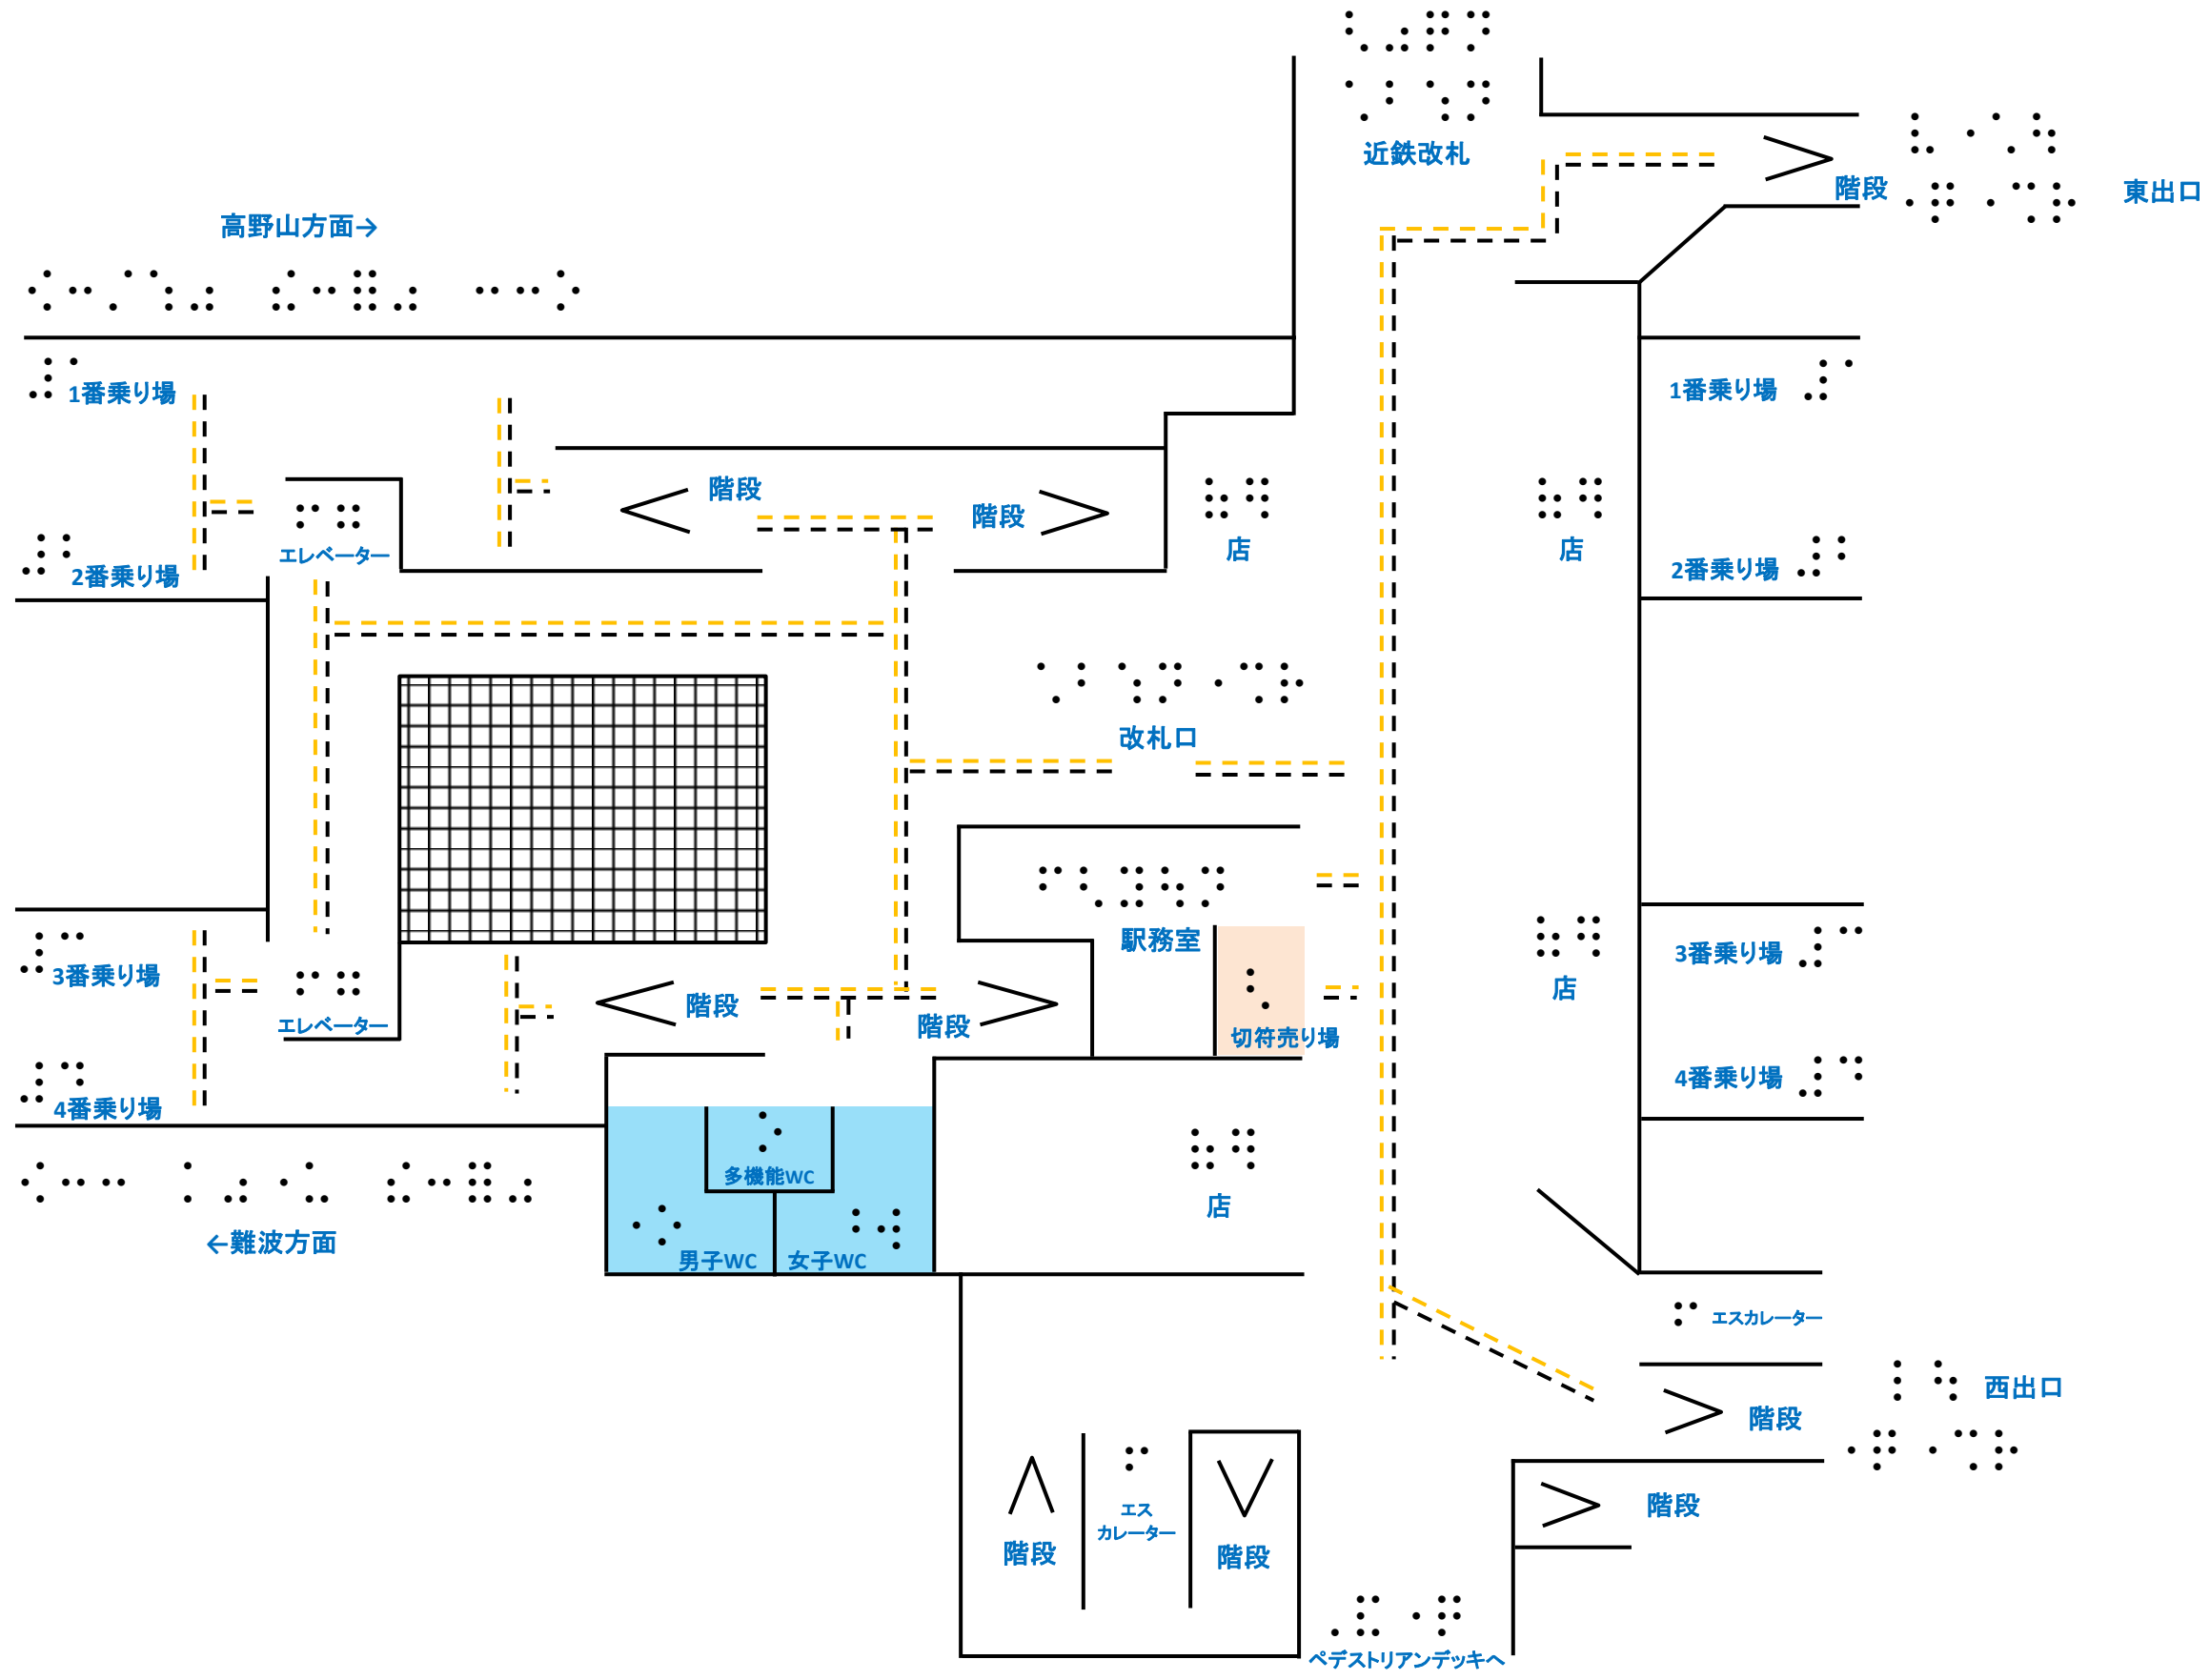 近鉄改札
階段
東出口
高野山方面→
1番乗り場
1番乗り場
階段
階段
エレベーター
店
店
2番乗り場
2番乗り場
改札口
駅務室
3番乗り場
3番乗り場
店
エレベーター
階段
階段
切符売り場
4番乗り場
4番乗り場
多機能WC
店
←難波方面
男子WC
女子WC
エスカレーター
西出口
階段
階段
エス
カレーター
階段
階段
ペデストリアンデッキへ